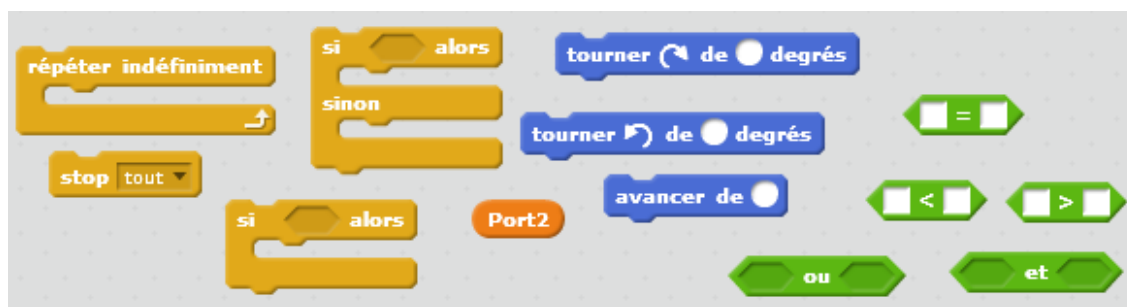 répéter indéfiniment
si alors
sinon
tourner de degrés
=
tourner de degrés
stop tout
avancer de
< >
si alors
Port2
ou
et